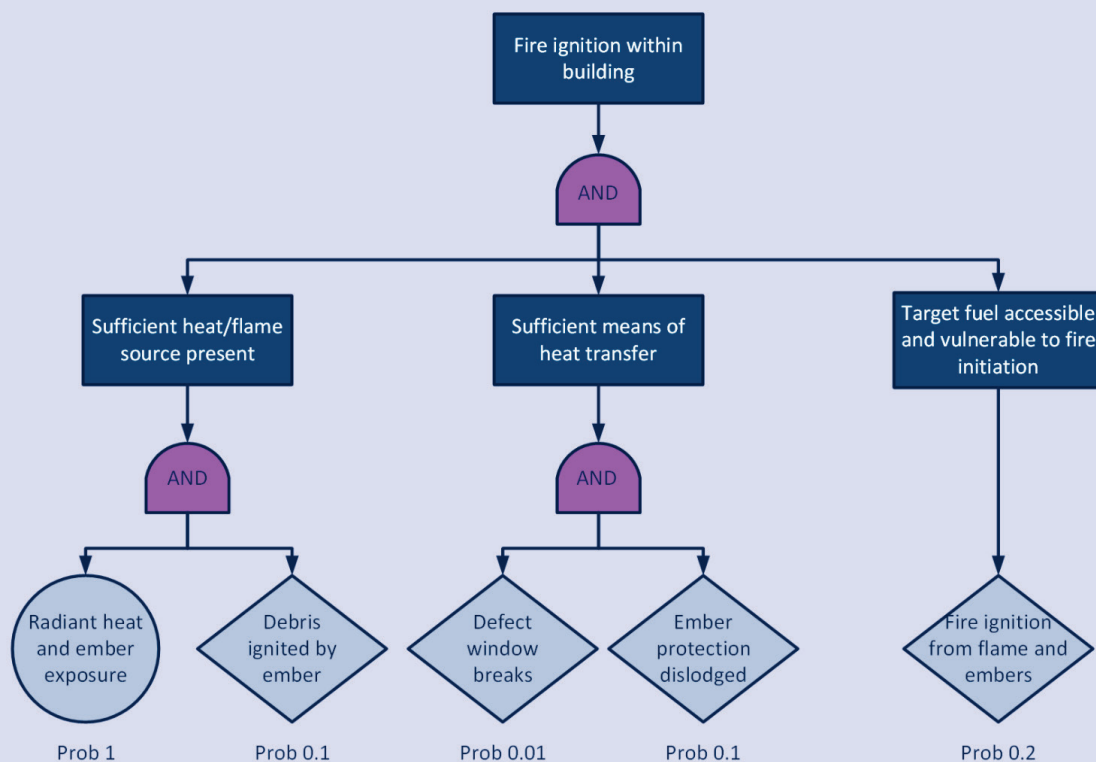 Fire ignition within
building
AND
Sufficient heat/flame
source present
Sufficient means of
heat transfer
Target fuel accessible
and vulnerable to fire
initiation
AND
AND
Radiant heat
and ember
exposure
Debris
ignited by
ember
Defect
window
breaks
Ember
protection
dislodged
Fire ignition
from flame and
embers
Prob 1
Prob 0.1
Prob 0.01
Prob 0.1
Prob 0.2